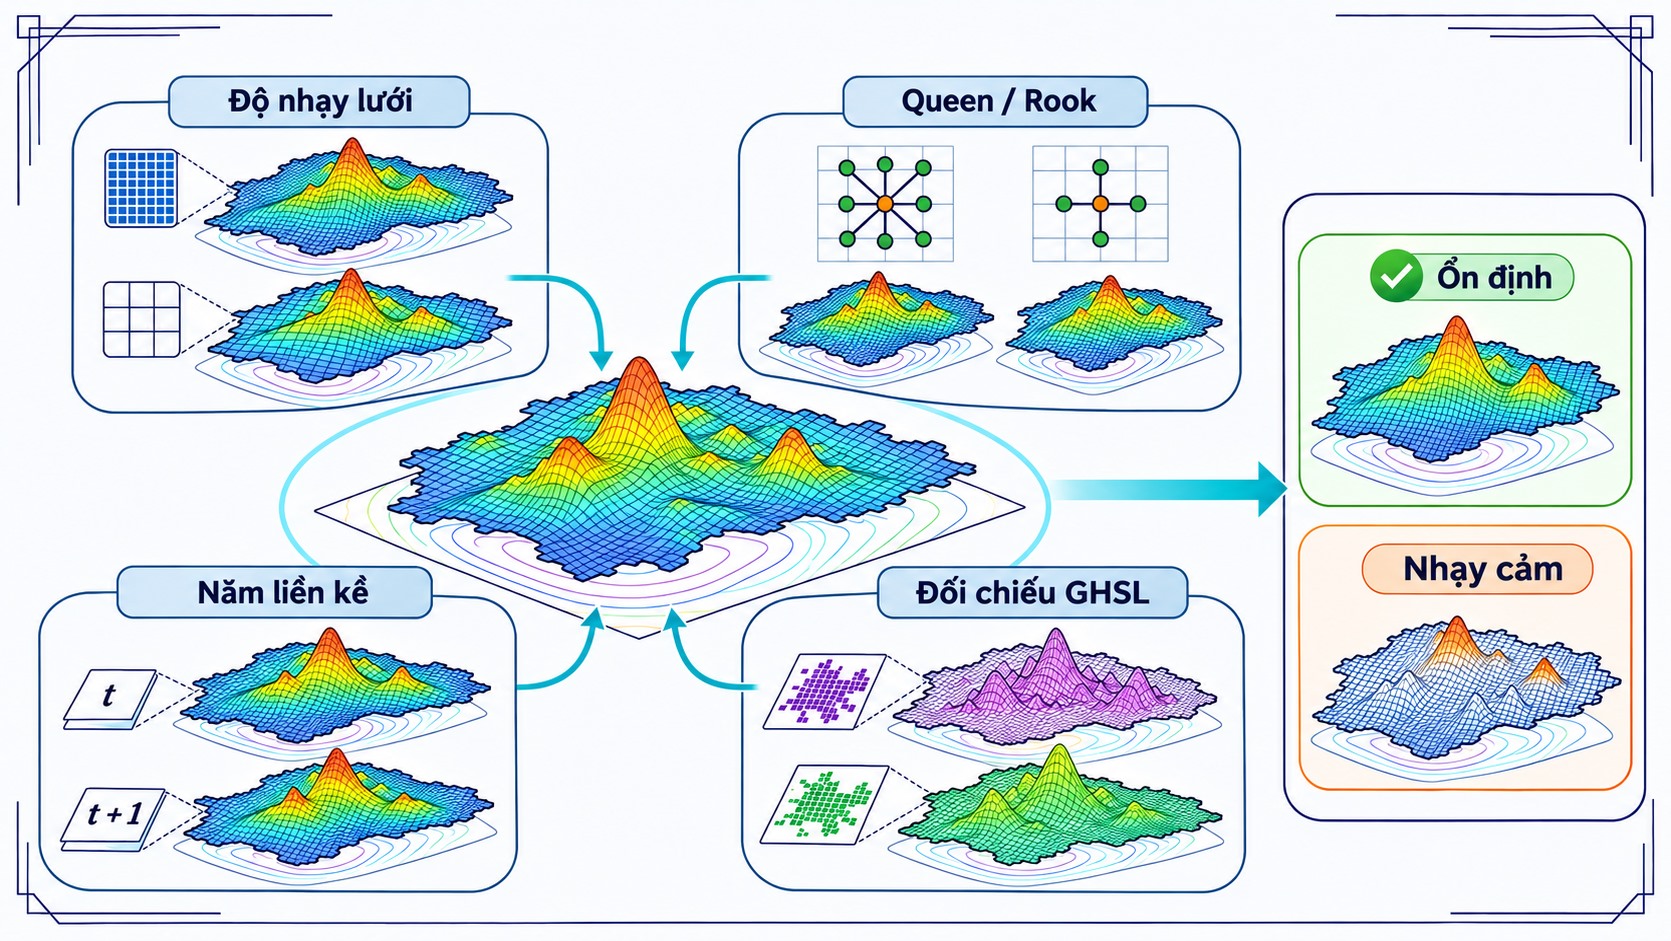 Độ nhạy lưới
Queen / Rook
Ổn định
Nhạy cảm
Năm liền kề
t
t + 1
Đối chiếu GHSL